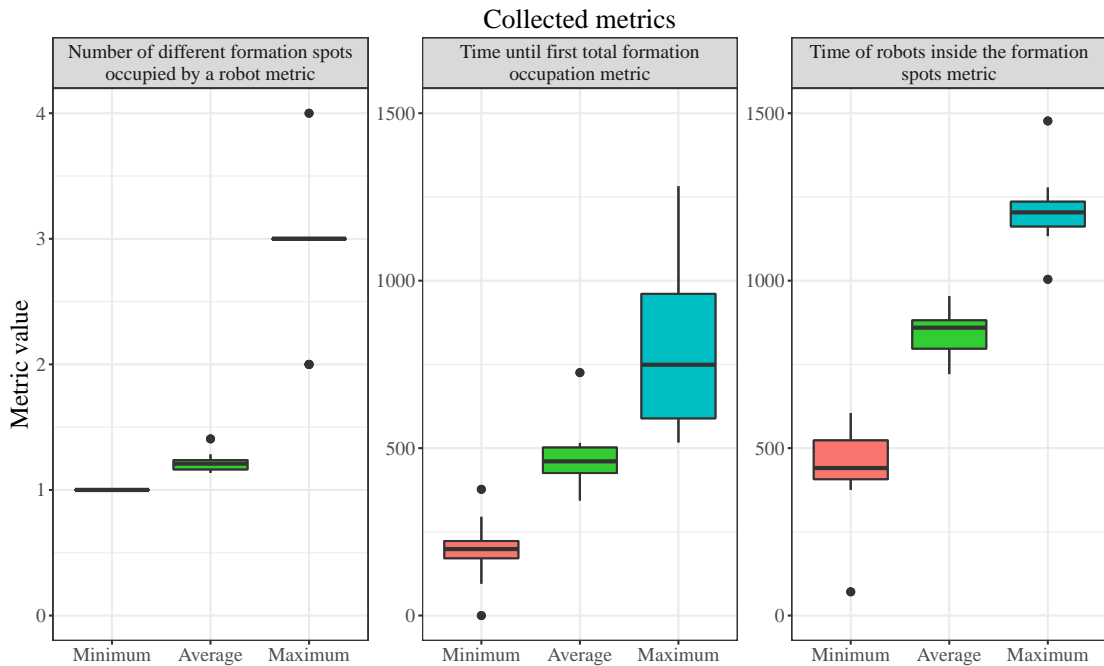 Collected metrics
Number of different formation spots
occupied by a robot metric
Time until first total formation
occupation metric
Time of robots inside the formation
spots metric
Metric value
4
3
2
1
0
1500
1000
500
0
1500
1000
500
0
Minimum Average Maximum
Minimum Average Maximum
Minimum Average Maximum